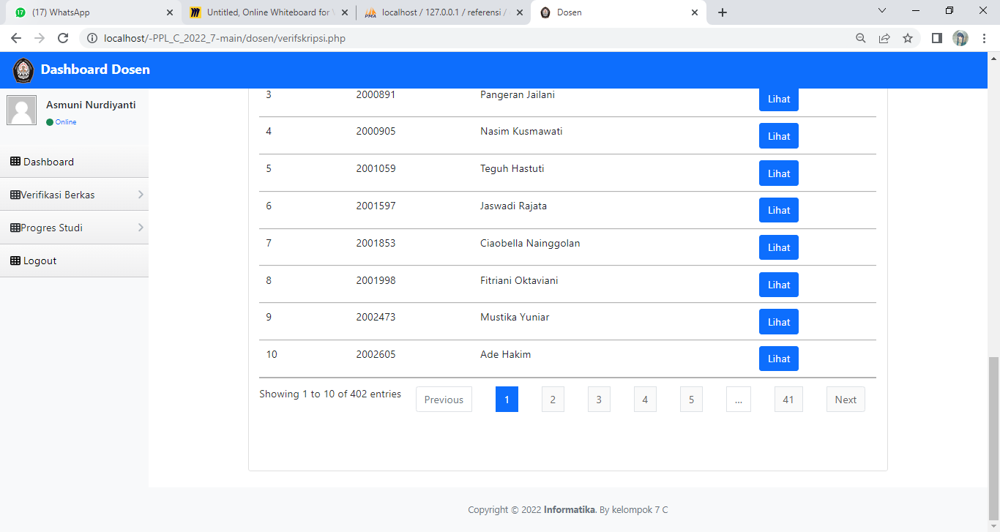 (17) WhatsApp
Untitled, Online Whiteboard for
localhost / 127.0.0.1 / referensi /
Dosen
localhost/-PPL_C_2022_7-main/dosen/verifskripsi.php
Dashboard Dosen
Asmuni Nurdiyanti
Online
Dashboard
Verifikasi Berkas
Progres Studi
Logout
3 2000891 Pangeran Jailani Lihat
4 2000905 Nasim Kusmawati Lihat
5 2001059 Teguh Hastuti Lihat
6 2001597 Jaswadi Rajata Lihat
7 2001853 Ciaobella Nainggolan Lihat
8 2001998 Fitriani Oktaviani Lihat
9 2002473 Mustika Yuniar Lihat
10 2002605 Ade Hakim Lihat
Showing 1 to 10 of 402 entries Previous 1 2 3 4 5 ... 41 Next
Copyright © 2022 Informatika. By kelompok 7 C